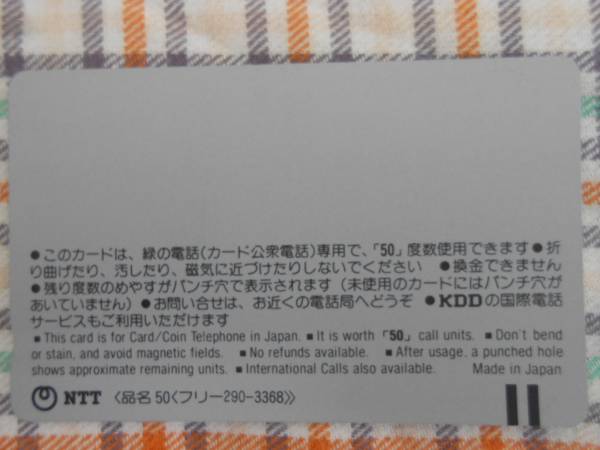 ●このカードは、緑の電話(カード公衆電話)専用で、「50」度数使用できます●折
り曲げたり、汚したり、磁気に近づけたりしないでください ●換金できません
●残り度数のめやすがパンチ穴で表示されます(未使用のカードにはパンチ穴が
あいていません)●お問い合せは、お近くの電話局へどうぞ ●KDDの国際電話
サービスもご利用いただけます
■This card is for Card/Coin Telephone in Japan. ■It is worth「50」call units. ■Don't bend
or stain, and avoid magnetic fields. ■No refunds available. ■After usage, a punched hole
shows approximate remaining units. ■International Calls also available. Made in Japan
NTT 〈品名 50〈フリー290-3368〉〉